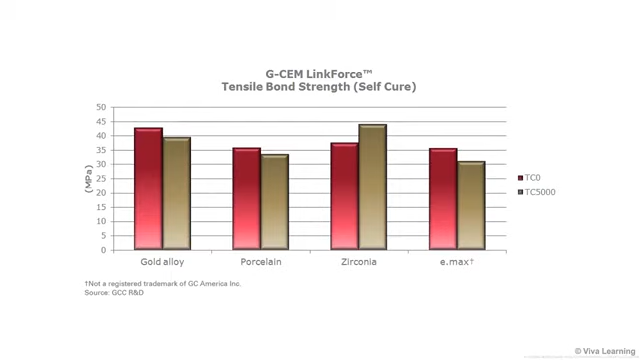 G-CEM LinkForce™
Tensile Bond Strength (Self Cure)
50
45
40
35
30
25
20
15
10
5
0
(MPa)
Gold alloy Porcelain Zirconia e.max†
TC0
TC5000
†Not a registered trademark of GC America Inc.
Source: GCC R&D
© Viva Learning